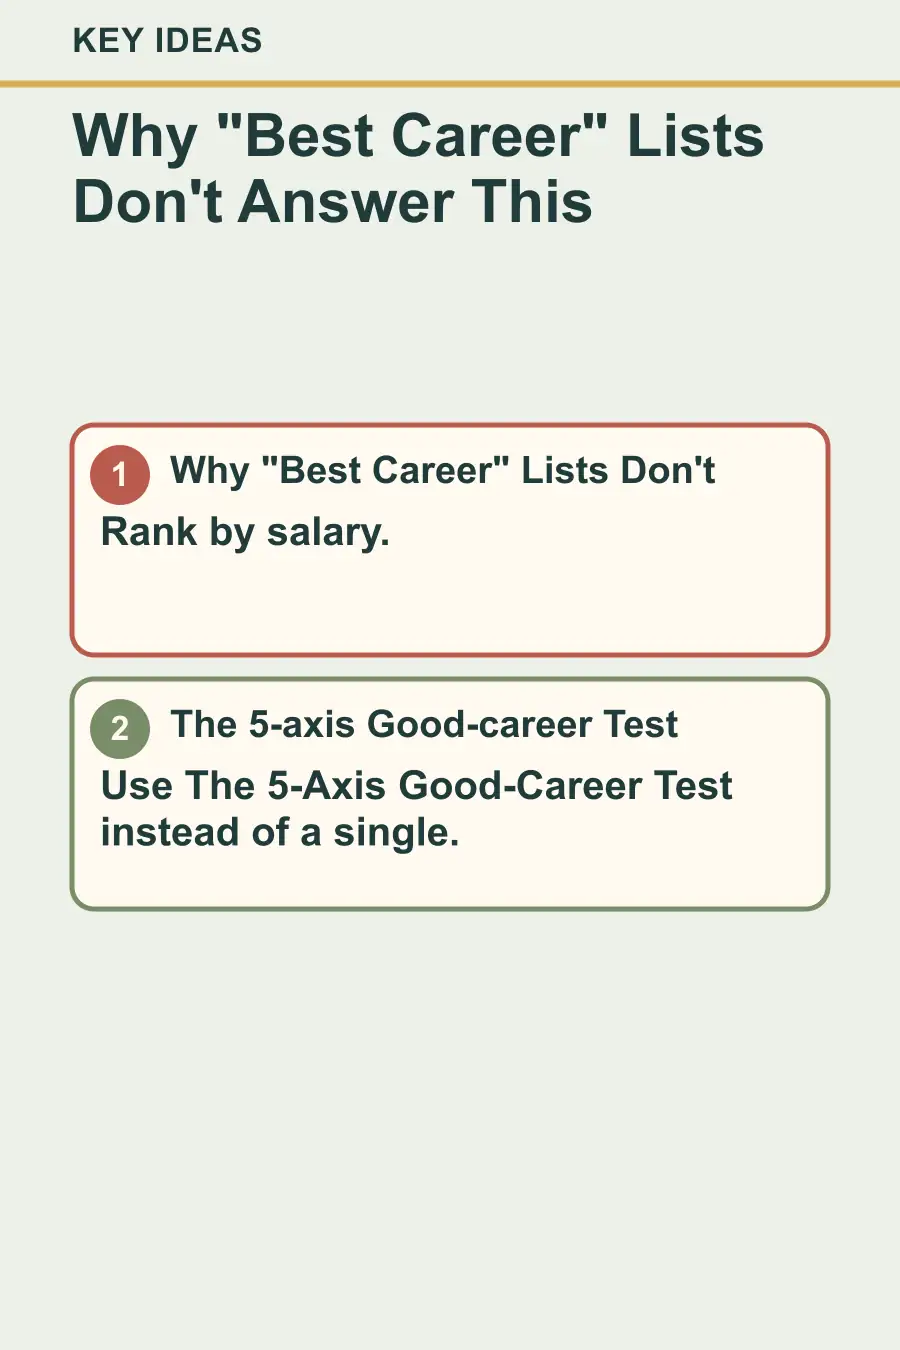 KEY IDEAS
Why "Best Career" Lists
Don't Answer This
1 Why "Best Career" Lists Don't
Rank by salary.
2 The 5-axis Good-career Test
Use The 5-Axis Good-Career Test
instead of a single.